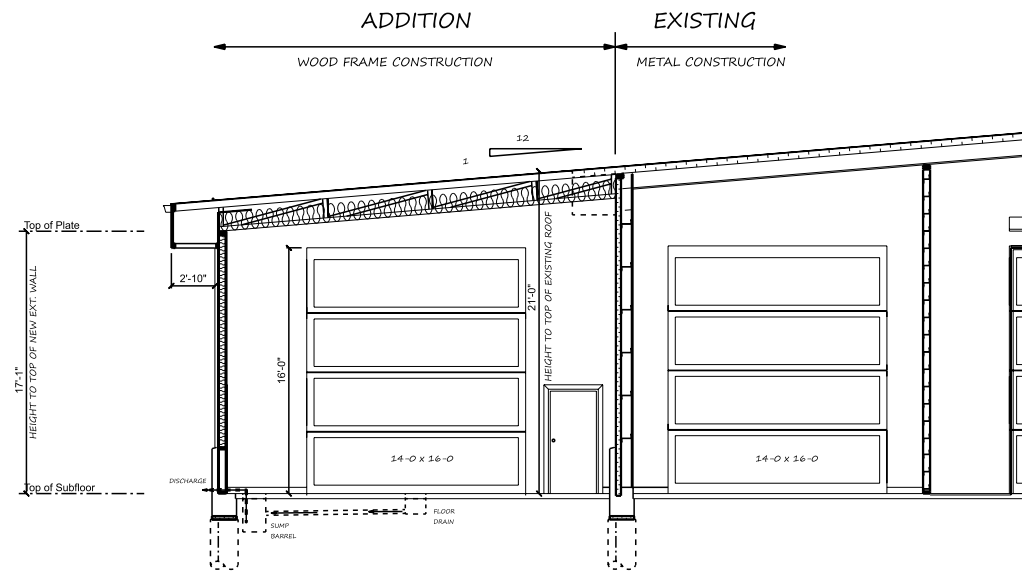 ADDITION
EXISTING
WOOD FRAME CONSTRUCTION
METAL CONSTRUCTION
12
1
Top of Plate
2'-10"
17'-1"
HEIGHT TO TOP OF NEW EXT. WALL
16'-0"
21'-0"
HEIGHT TO TOP OF EXISTING ROOF
14-0 x 16-0
14-0 x 16-0
DISCHARGE
Top of Subfloor
SUMP
BARREL
FLOOR
DRAIN